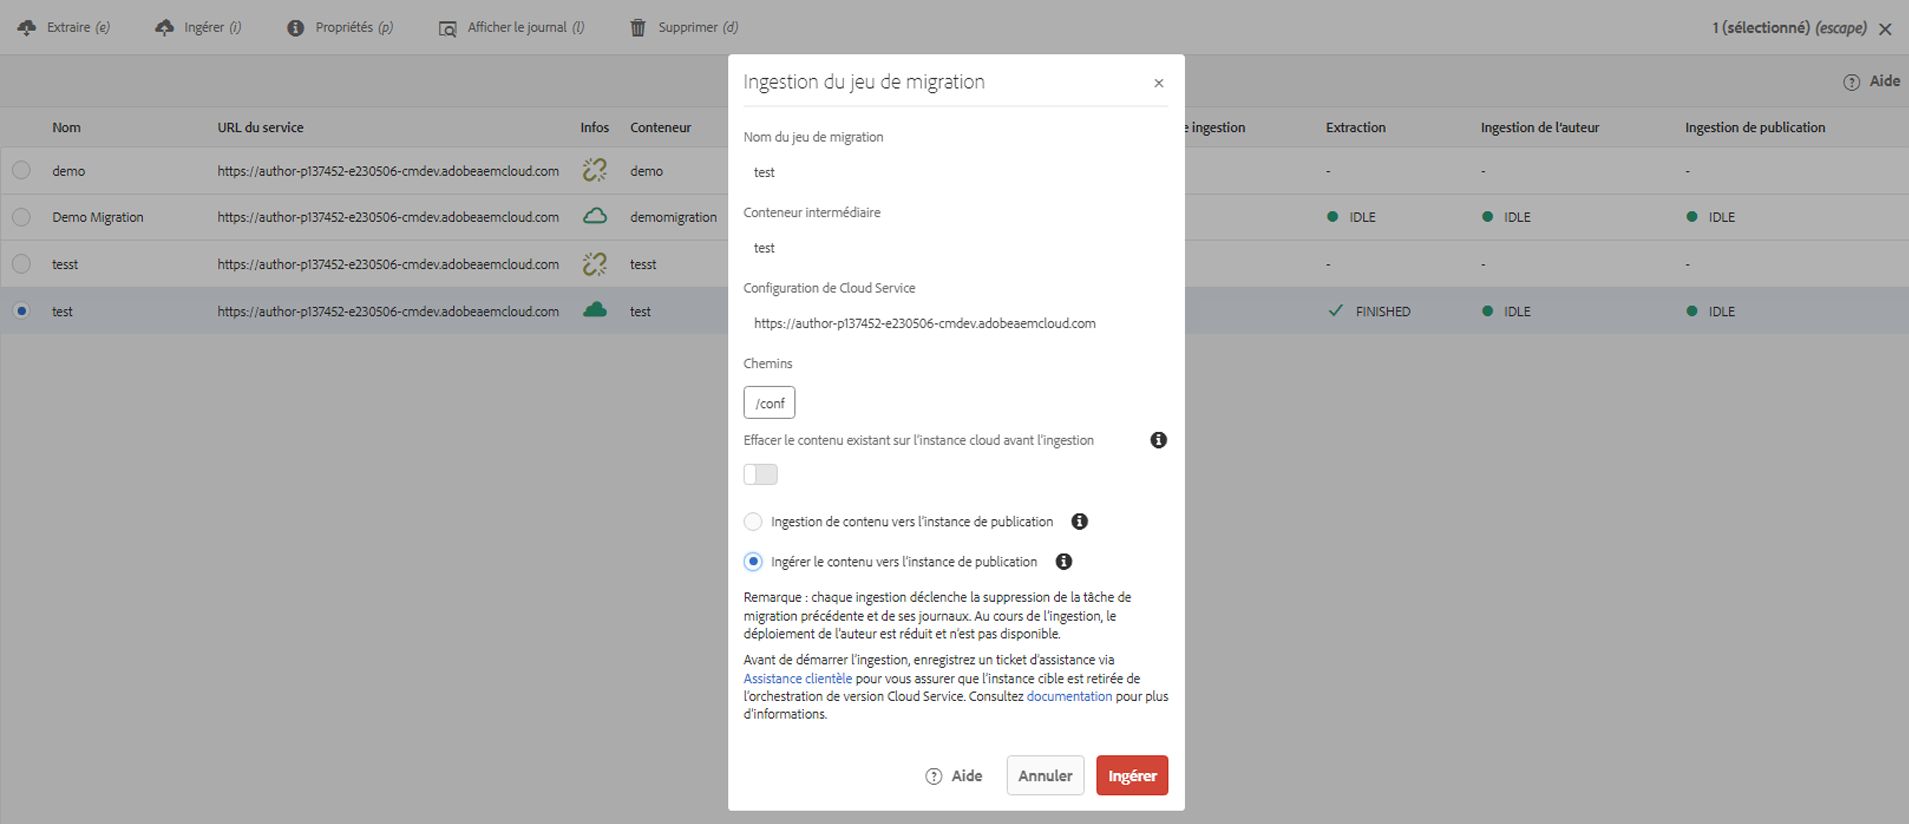 Extraire (e) Ingérer (i) Propriétés (p) Afficher le journal (l) Supprimer (d) 1 (sélectionné) (escape)
Aide
Nom URL du service Infos Conteneur e ingestion Extraction Ingestion de l'auteur Ingestion de publication
demo https://author-p137452-e230506-cmdev.adobeaemcloud.com demo - - -
Demo Migration https://author-p137452-e230506-cmdev.adobeaemcloud.com demomigration IDLE IDLE IDLE
tesst https://author-p137452-e230506-cmdev.adobeaemcloud.com tesst - - -
test https://author-p137452-e230506-cmdev.adobeaemcloud.com test FINISHED IDLE IDLE
Ingestion du jeu de migration
Nom du jeu de migration
test
Conteneur intermédiaire
test
Configuration de Cloud Service
https://author-p137452-e230506-cmdev.adobeaemcloud.com
Chemins
/conf
Effacer le contenu existant sur l'instance cloud avant l'ingestion
Ingestion de contenu vers l'instance de publication
Ingérer le contenu vers l'instance de publication
Remarque : chaque ingestion déclenche la suppression de la tâche de
migration précédente et de ses journaux. Au cours de l'ingestion, le
déploiement de l'auteur est réduit et n'est pas disponible.
Avant de démarrer l'ingestion, enregistrez un ticket d'assistance via
Assistance clientèle pour vous assurer que l'instance cible est retirée de
l'orchestration de version Cloud Service. Consultez documentation pour plus
d'informations.
Aide Annuler Ingérer